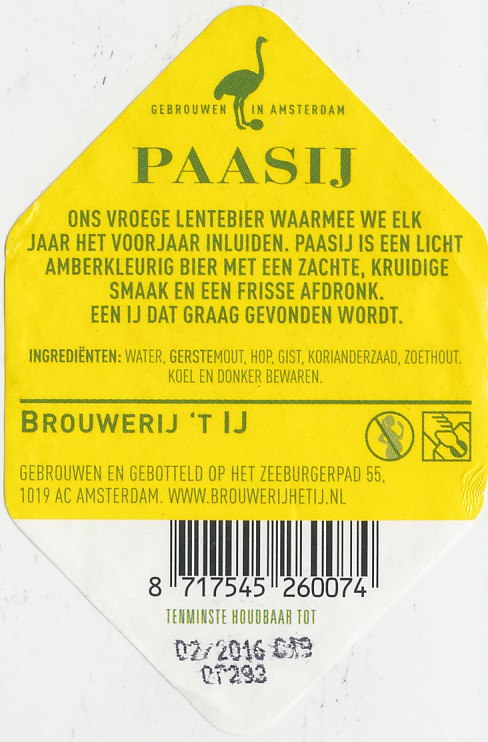 GEBROUWEN IN AMSTERDAM
PAASIJ
ONS VROEGE LENTEBIER WAARMEE WE ELK
JAAR HET VOORJAAR INLUIDEN. PAASIJ IS EEN LICHT
AMBERKLEURIG BIER MET EEN ZACHTE, KRUIDIGE
SMAAK EN EEN FRISSE AFDRONK.
EEN IJ DAT GRAAG GEVONDEN WORDT.
INGREDIËNTEN: WATER, GERSTEMOUT, HOP, GIST, KORIANDERZAAD, ZOETHOUT.
KOEL EN DONKER BEWAREN.
BROUWERIJ ‘T IJ
GEBROUWEN EN GEBOTTELD OP HET ZEEBURGERPAD 55,
1019 AC AMSTERDAM. WWW.BROUWERIJHETIJ.NL
8 717545 260074
TENMINSTE HOUDBAAR TOT
02/2016